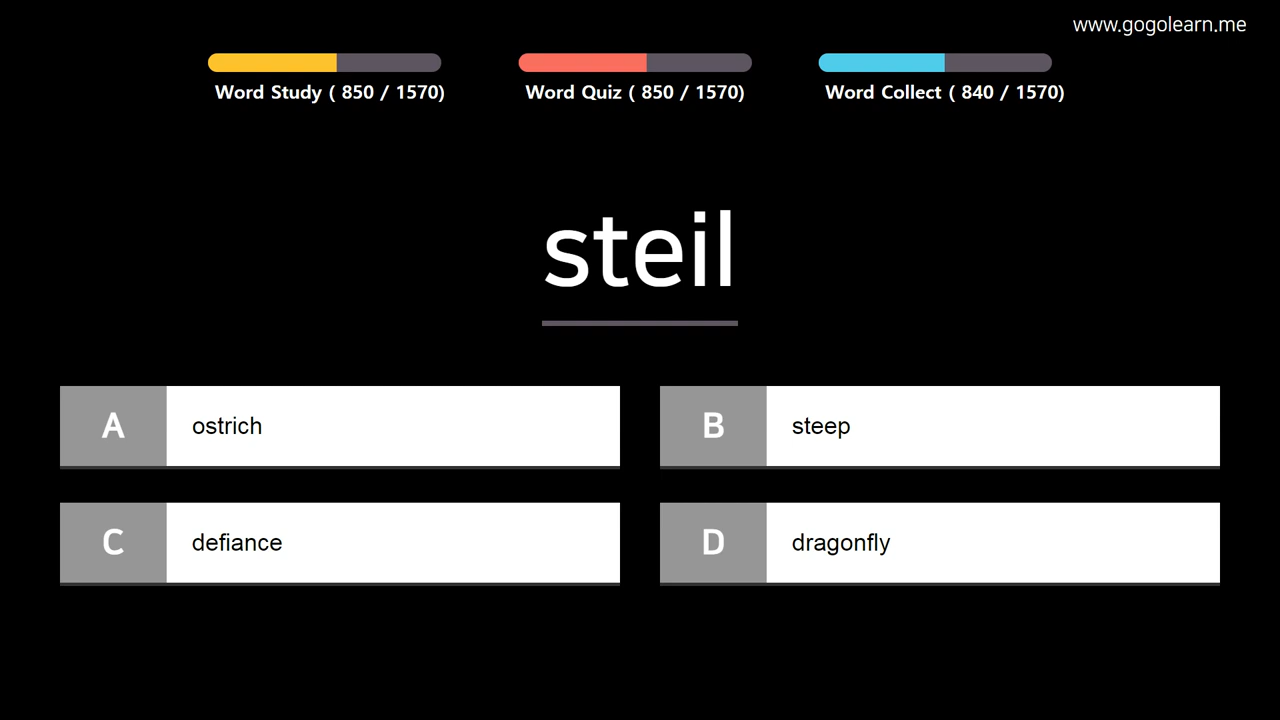 www.gogolearn.me
Word Study ( 850 / 1570)
Word Quiz ( 850 / 1570)
Word Collect ( 840 / 1570)
steil
A ostrich
B steep
C defiance
D dragonfly